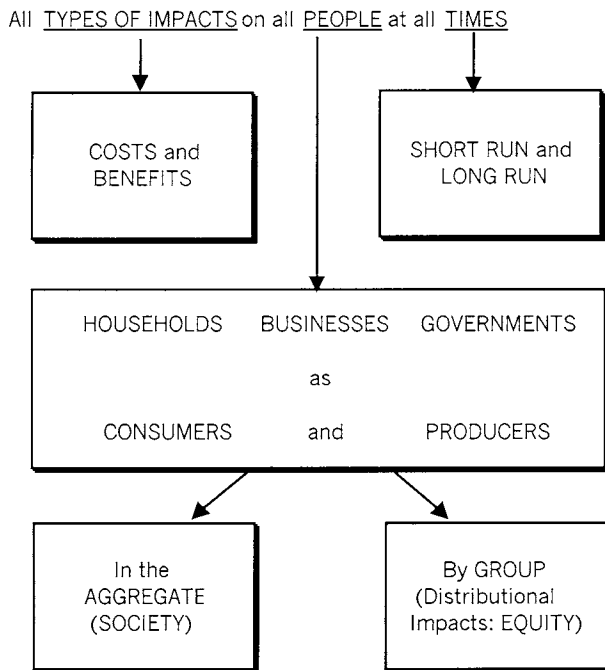 All TYPES OF IMPACTS on all PEOPLE at all TIMES
COSTS and
BENEFITS
SHORT RUN and
LONG RUN
HOUSEHOLDS BUSINESSES GOVERNMENTS
as
CONSUMERS and PRODUCERS
In the
AGGREGATE
(SOCIETY)
By GROUP
(Distributional
Impacts: EQUITY)